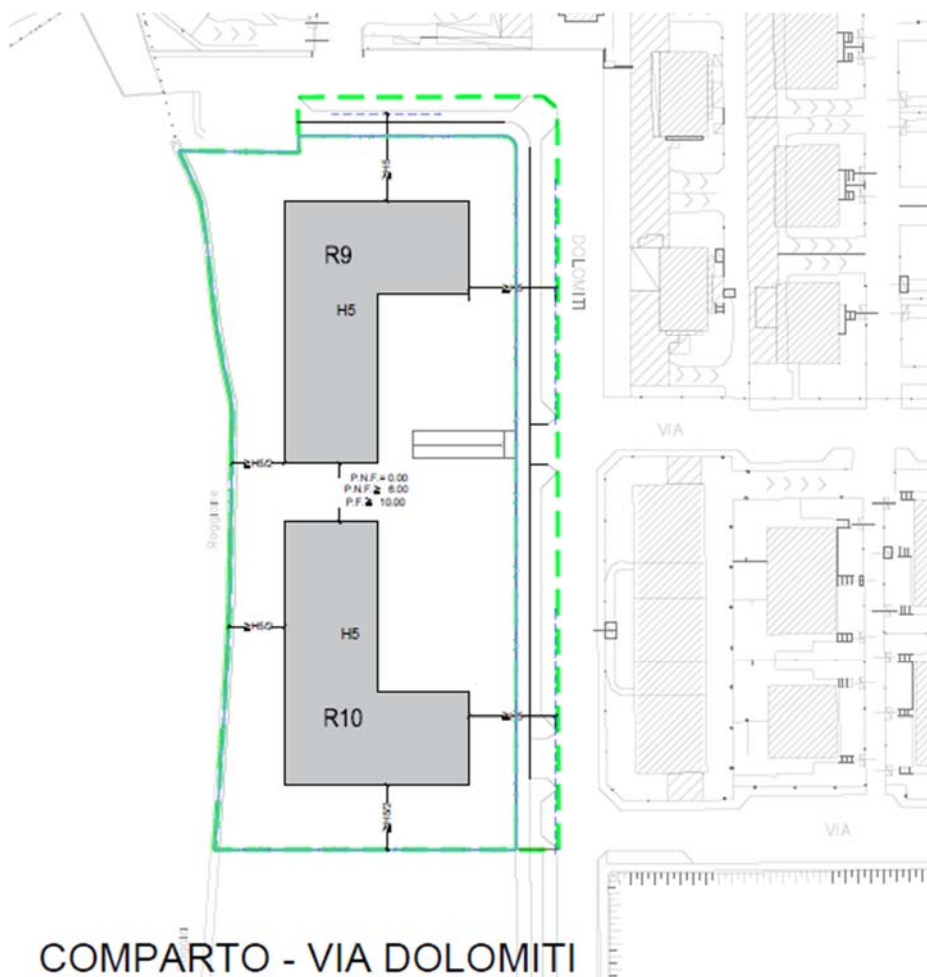 R9
H5
DOLOMITI
VIA
≥H5/2
P.N.F.= 0.00
P.N.F.≥ 6.00
P.F.≥ 10.00
Roggione
≥H5/2
H5
R10
≥H5/2
VIA
COMPARTO - VIA DOLOMITI